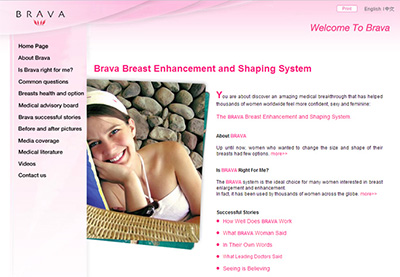 BRAVA
Print
English | 中文
Welcome To Brava
Home Page
About Brava
Is Brava right for me?
Common questions
Breasts health and option
Medical advisory board
Brava successful stories
Before and after pictures
Media coverage
Medical literature
Videos
Contact us
Brava Breast Enhancement and Shaping System
You are about discover an amazing medical breakthrough that has helped
thousands of women worldwide feel more confident, sexy and feminine:
The BRAVA Breast Enhancement and Shaping System.
About BRAVA
Up until now, women who wanted to change the size and shape of their
breasts had few options. more>>
Is BRAVA Right For Me?
The BRAVA system is the ideal choice for many women interested in breast
enlargement and enhancement.
In fact, it has been used by thousands of women across the globe. more>>
Successful Stories
How Well Does BRAVA Work
What BRAVA Woman Said
In Their Own Words
What Leading Doctors Said
Seeing is Believing